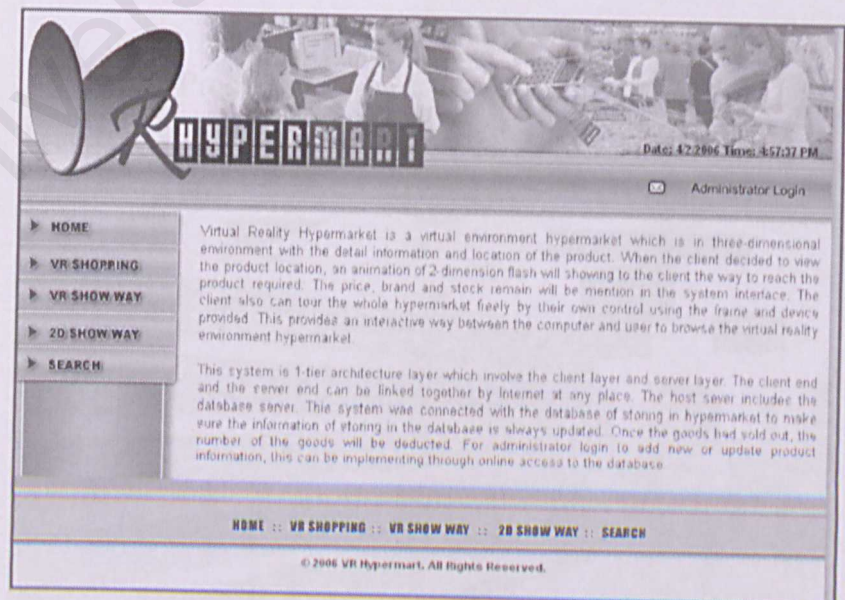 VR HYPERMART
Date: 4/2/2006 Time: 4:57:37 PM
Administrator Login
HOME
VR SHOPPING
VR SHOW WAY
2D SHOW WAY
SEARCH
Virtual Reality Hypermarket is a virtual environment hypermarket which is in three-dimensional
environment with the detail information and location of the product. When the client decided to view
the product location, an animation of 2-dimension flash will showing to the client the way to reach the
product required. The price, brand and stock remain will be mention in the system interface. The
client also can tour the whole hypermarket freely by their own control using the frame and device
provided. This provides an interactive way between the computer and user to browse the virtual reality
environment hypermarket.
This system is 1-tier architecture layer which involve the client layer and server layer. The client end
and the server end can be linked together by Internet at any place. The host sever includes the
database server. This system was connected with the database of storing in hypermarket to make
sure the information of storing in the database is always updated. Once the goods had sold out, the
number of the goods will be deducted. For administrator login to add new or update product
information, this can be implementing through online access to the database.
HOME :: VR SHOPPING :: VR SHOW WAY :: 2D SHOW WAY :: SEARCH
© 2006 VR Hypermart. All Rights Reserved.